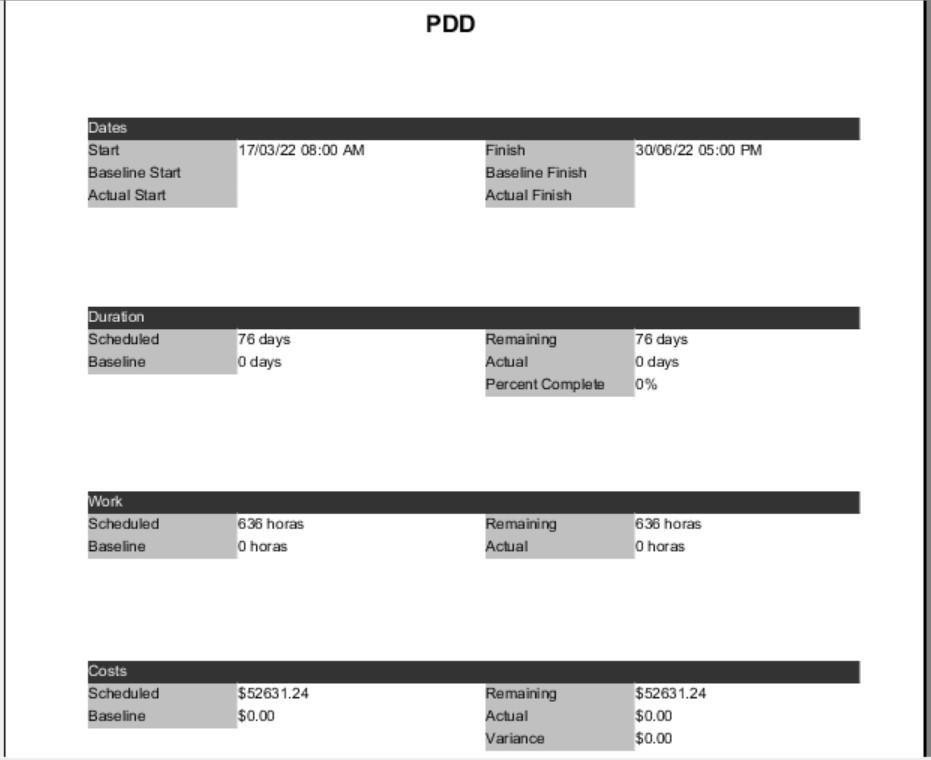 PDD
Dates
Start 17/03/22 08:00 AM Finish 30/06/22 05:00 PM
Baseline Start Baseline Finish
Actual Start Actual Finish
Duration
Scheduled 76 days Remaining 76 days
Baseline 0 days Actual 0 days
Percent Complete 0%
Work
Scheduled 636 horas Remaining 636 horas
Baseline 0 horas Actual 0 horas
Costs
Scheduled $52631.24 Remaining $52631.24
Baseline $0.00 Actual $0.00
Variance $0.00